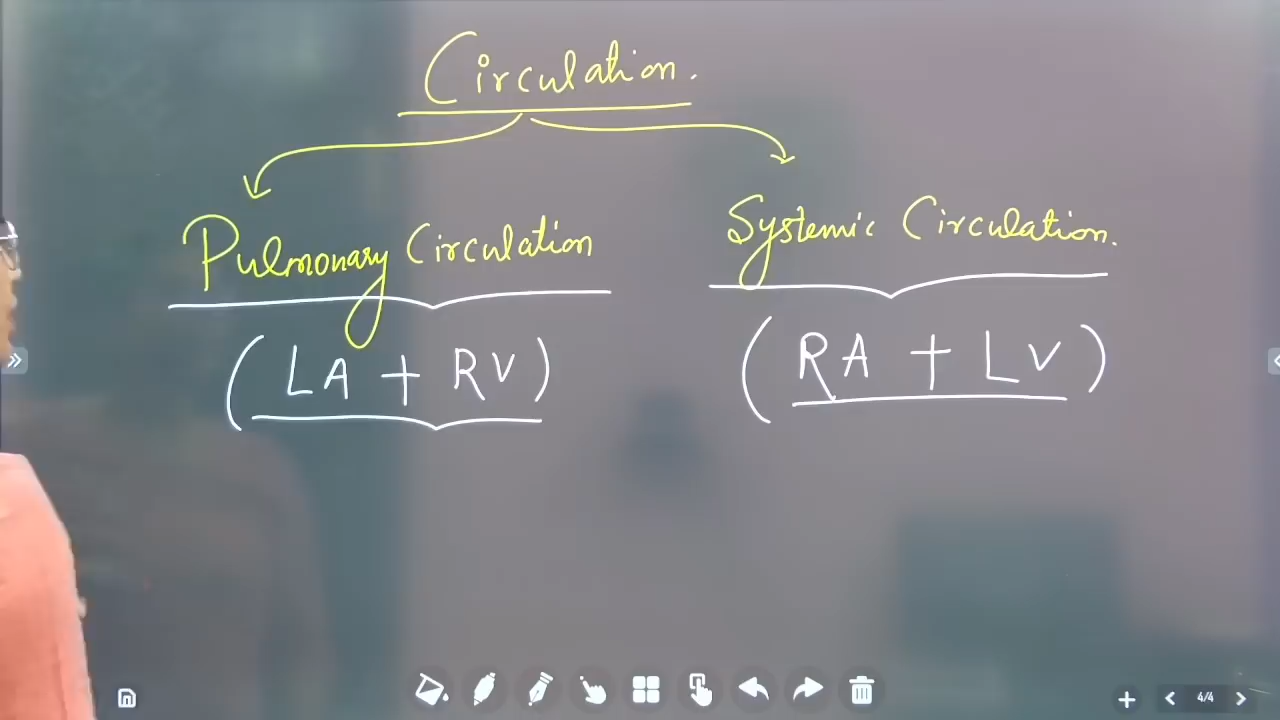 Circulation.
Pulmonary Circulation
Systemic Circulation.
(LA + RV)
(RA + LV)
4/4